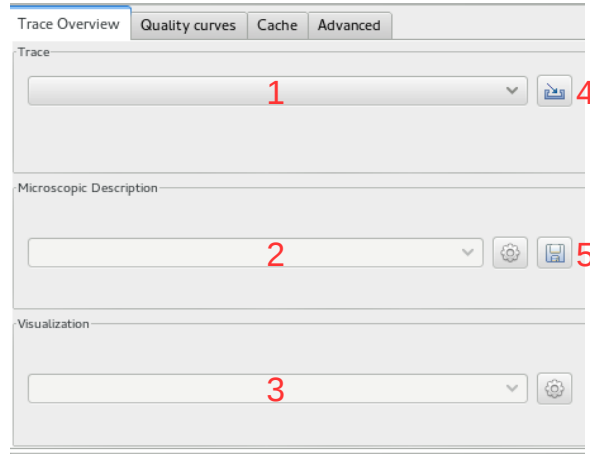 Trace Overview Quality curves Cache Advanced
Trace
1 4
Microscopic Description
2 5
Visualization
3